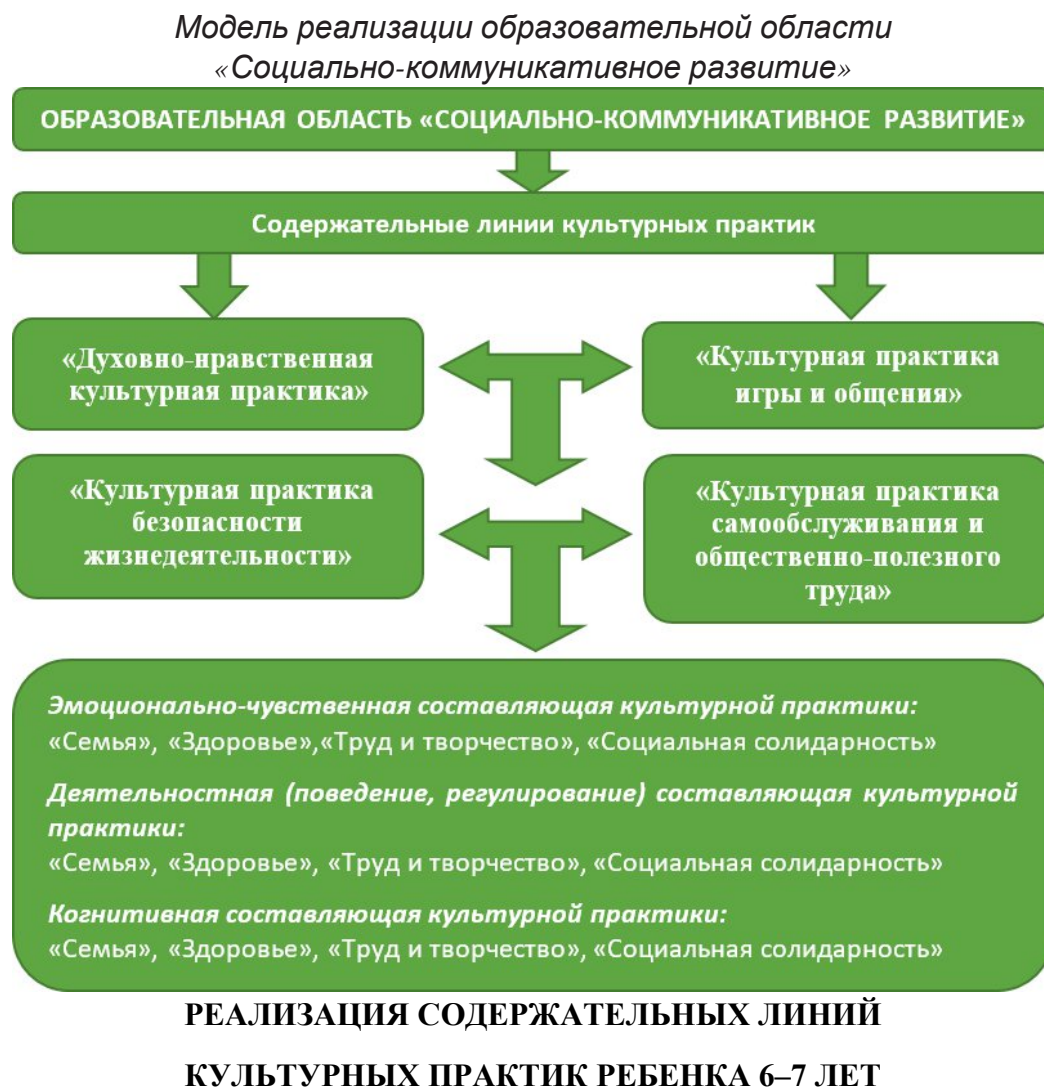 Модель реализации образовательной области
«Социально-коммуникативное развитие»
ОБРАЗОВАТЕЛЬНАЯ ОБЛАСТЬ «СОЦИАЛЬНО-КОММУНИКАТИВНОЕ РАЗВИТИЕ»
Содержательные линии культурных практик
«Духовно-нравственная
культурная практика»
«Культурная практика
игры и общения»
«Культурная практика
безопасности
жизнедеятельности»
«Культурная практика
самообслуживания и
общественно-полезного
труда»
Эмоционально-чувственная составляющая культурной практики:
«Семья», «Здоровье»,«Труд и творчество», «Социальная солидарность»
Деятельностная (поведение, регулирование) составляющая культурной
практики:
«Семья», «Здоровье», «Труд и творчество», «Социальная солидарность»
Когнитивная составляющая культурной практики:
«Семья», «Здоровье», «Труд и творчество», «Социальная солидарность»
РЕАЛИЗАЦИЯ СОДЕРЖАТЕЛЬНЫХ ЛИНИЙ
КУЛЬТУРНЫХ ПРАКТИК РЕБЕНКА 6–7 ЛЕТ